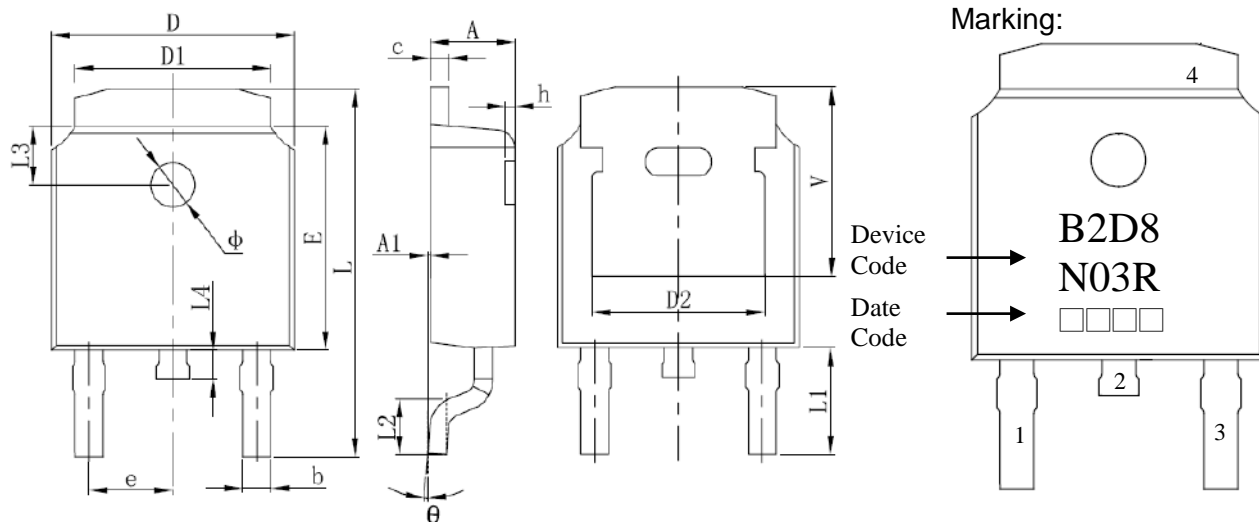 D
D1
L3
ϕ
E
L
L4
e
b
A
c
h
A1
L2
θ
V
D2
L1
Marking:
4
B2D8
N03R
Device
Code
Date
Code
□□□□
1
2
3